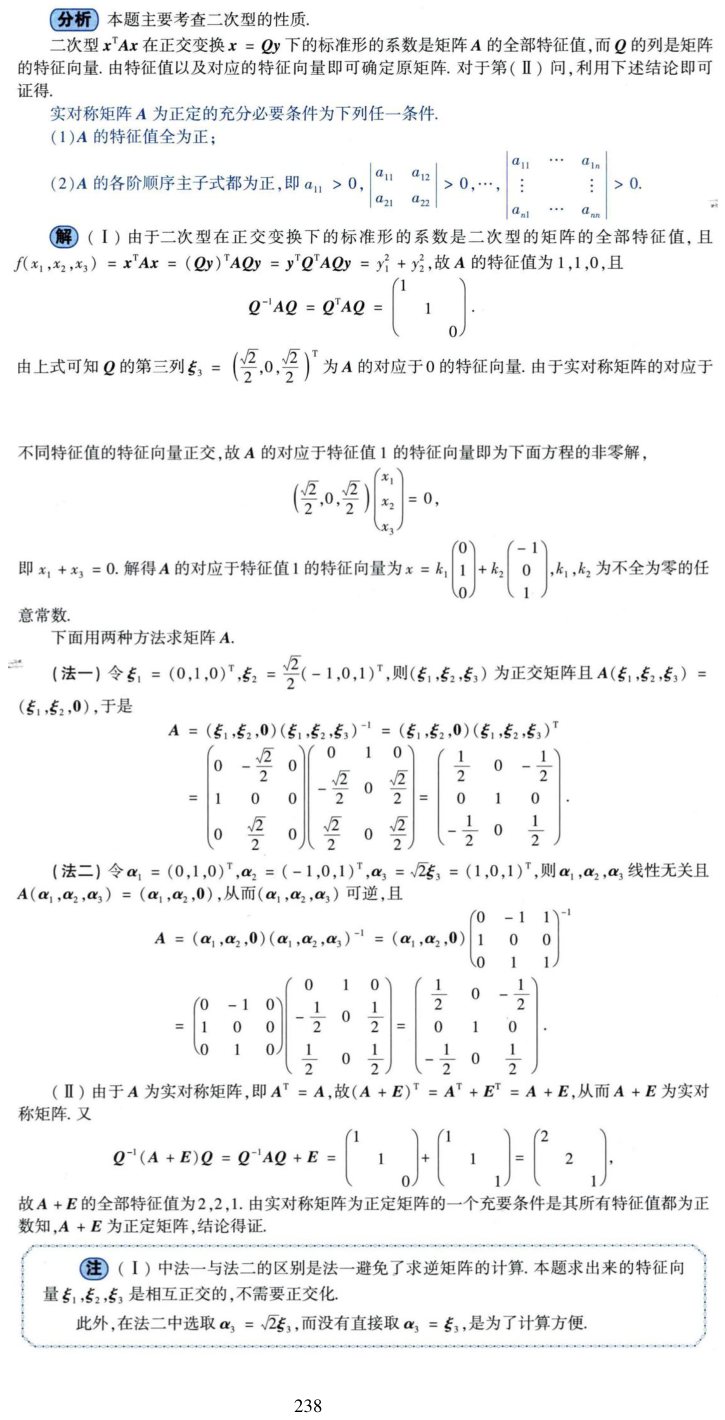 分析 本题主要考查二次型的性质.
二次型 xᵀAx 在正交变换 x = Qy 下的标准形的系数是矩阵 A 的全部特征值,而 Q 的列是矩阵
的特征向量. 由特征值以及对应的特征向量即可确定原矩阵. 对于第(Ⅱ)问,利用下述结论即可
证得.
实对称矩阵 A 为正定的充分必要条件为下列任一条件.
(1)A 的特征值全为正;
(2)A 的各阶顺序主子式都为正,即 a₁₁ > 0, |a₁₁ a₁₂; a₂₁ a₂₂| > 0,⋯, |a₁₁ ⋯ a₁ₙ; ⋮ ⋮; aₙ₁ ⋯ aₙₙ| > 0.
解 (Ⅰ)由于二次型在正交变换下的标准形的系数是二次型的矩阵的全部特征值, 且
f(x₁,x₂,x₃) = xᵀAx = (Qy)ᵀAQy = yᵀQᵀAQy = y₁² + y₂²,故 A 的特征值为 1,1,0,且
Q⁻¹AQ = QᵀAQ = (1; 1; 0).
由上式可知 Q 的第三列 ξ₃ = (√2/2,0,√2/2)ᵀ 为 A 的对应于 0 的特征向量. 由于实对称矩阵的对应于
不同特征值的特征向量正交,故 A 的对应于特征值 1 的特征向量即为下面方程的非零解,
(√2/2,0,√2/2)(x₁; x₂; x₃) = 0,
即 x₁ + x₃ = 0. 解得 A 的对应于特征值 1 的特征向量为 x = k₁(0; 1; 0) + k₂(-1; 0; 1),k₁,k₂ 为不全为零的任
意常数.
下面用两种方法求矩阵 A.
(法一) 令 ξ₁ = (0,1,0)ᵀ,ξ₂ = √2/2(-1,0,1)ᵀ,则(ξ₁,ξ₂,ξ₃) 为正交矩阵且 A(ξ₁,ξ₂,ξ₃) =
(ξ₁,ξ₂,0),于是
A = (ξ₁,ξ₂,0)(ξ₁,ξ₂,ξ₃)⁻¹ = (ξ₁,ξ₂,0)(ξ₁,ξ₂,ξ₃)ᵀ
= (0 -√2/2 0; 1 0 0; 0 √2/2 0)(0 1 0; -√2/2 0 √2/2; √2/2 0 √2/2) = (1/2 0 -1/2; 0 1 0; -1/2 0 1/2).
(法二) 令 α₁ = (0,1,0)ᵀ,α₂ = (-1,0,1)ᵀ,α₃ = √2ξ₃ = (1,0,1)ᵀ,则 α₁,α₂,α₃ 线性无关且
A(α₁,α₂,α₃) = (α₁,α₂,0),从而(α₁,α₂,α₃) 可逆,且
A = (α₁,α₂,0)(α₁,α₂,α₃)⁻¹ = (α₁,α₂,0)(0 -1 1; 1 0 0; 0 1 1)⁻¹
= (0 -1 0; 1 0 0; 0 1 0)(0 1 0; -1/2 0 1/2; 1/2 0 1/2) = (1/2 0 -1/2; 0 1 0; -1/2 0 1/2).
(Ⅱ)由于 A 为实对称矩阵,即 Aᵀ = A,故(A + E)ᵀ = Aᵀ + Eᵀ = A + E,从而 A + E 为实对
称矩阵. 又
Q⁻¹(A + E)Q = Q⁻¹AQ + E = (1; 1; 0) + (1; 1; 1) = (2; 2; 1),
故 A + E 的全部特征值为 2,2,1. 由实对称矩阵为正定矩阵的一个充要条件是其所有特征值都为正
数知,A + E 为正定矩阵,结论得证.
注 (Ⅰ)中法一与法二的区别是法一避免了求逆矩阵的计算. 本题求出来的特征向
量 ξ₁,ξ₂,ξ₃ 是相互正交的,不需要正交化.
此外,在法二中选取 α₃ = √2ξ₃,而没有直接取 α₃ = ξ₃,是为了计算方便.
238